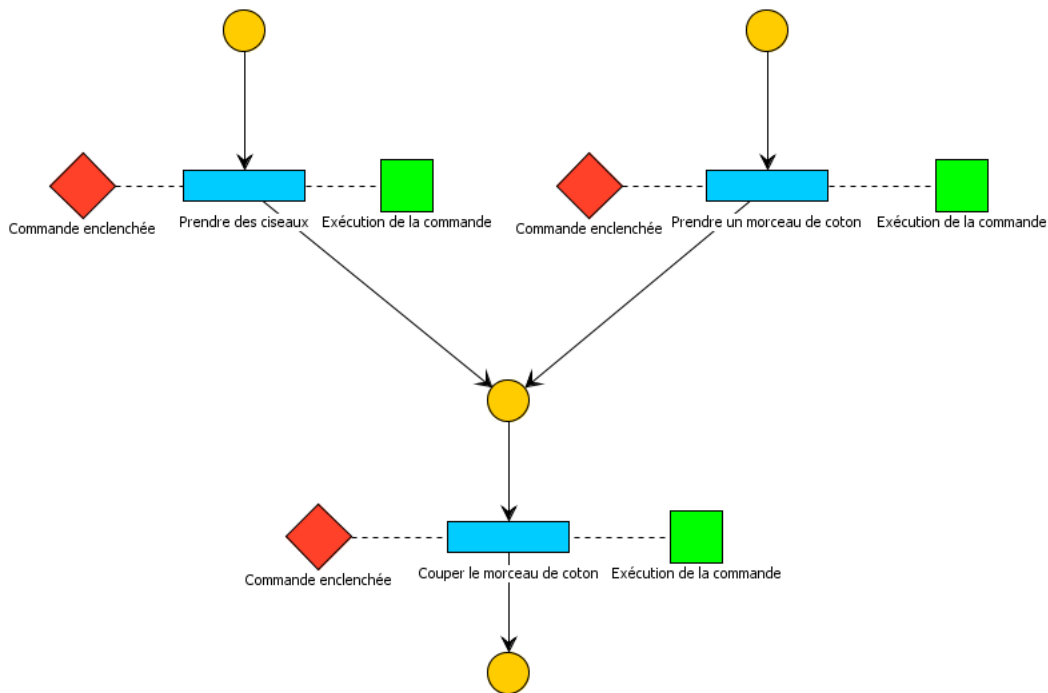 Commande enclenchée
Prendre des ciseaux
Exécution de la commande
Commande enclenchée
Prendre un morceau de coton
Exécution de la commande
Commande enclenchée
Couper le morceau de coton
Exécution de la commande